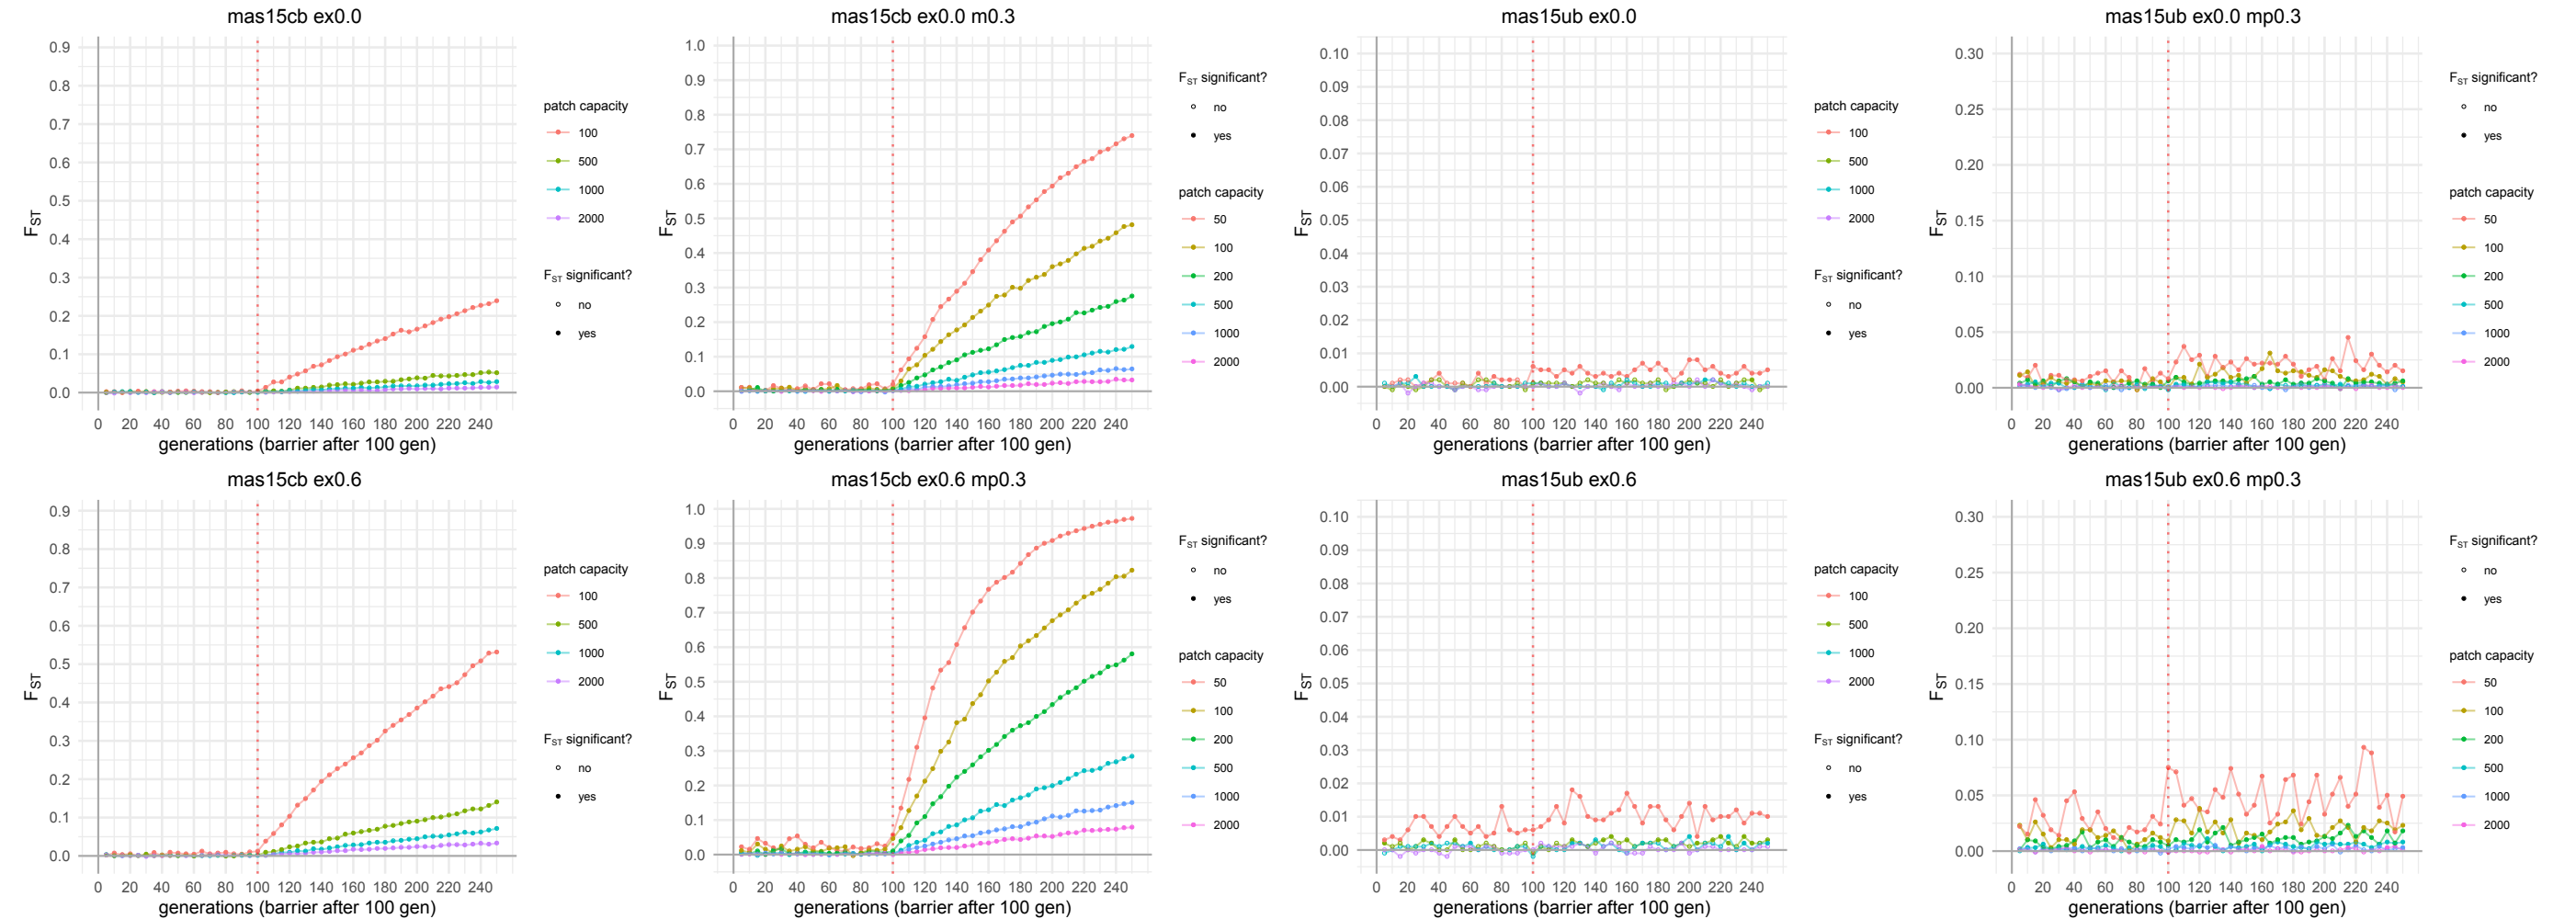 mas15cb ex0.0
0.9
0.8
0.7
0.6
0.5
0.4
0.3
0.2
0.1
0.0
FST
0 20 40 60 80 100 120 140 160 180 200 220 240
generations (barrier after 100 gen)
patch capacity
100
500
1000
2000
FST significant?
no
yes
mas15cb ex0.0 m0.3
1.0
0.9
0.8
0.7
0.6
0.5
0.4
0.3
0.2
0.1
0.0
FST
0 20 40 60 80 100 120 140 160 180 200 220 240
generations (barrier after 100 gen)
FST significant?
no
yes
patch capacity
50
100
200
500
1000
2000
mas15ub ex0.0
0.10
0.09
0.08
0.07
0.06
0.05
0.04
0.03
0.02
0.01
0.00
FST
0 20 40 60 80 100 120 140 160 180 200 220 240
generations (barrier after 100 gen)
patch capacity
100
500
1000
2000
FST significant?
no
yes
mas15ub ex0.0 mp0.3
0.30
0.25
0.20
0.15
0.10
0.05
0.00
FST
0 20 40 60 80 100 120 140 160 180 200 220 240
generations (barrier after 100 gen)
FST significant?
no
yes
patch capacity
50
100
200
500
1000
2000
mas15cb ex0.6
0.9
0.8
0.7
0.6
0.5
0.4
0.3
0.2
0.1
0.0
FST
0 20 40 60 80 100 120 140 160 180 200 220 240
generations (barrier after 100 gen)
patch capacity
100
500
1000
2000
FST significant?
no
yes
mas15cb ex0.6 mp0.3
1.0
0.9
0.8
0.7
0.6
0.5
0.4
0.3
0.2
0.1
0.0
FST
0 20 40 60 80 100 120 140 160 180 200 220 240
generations (barrier after 100 gen)
FST significant?
no
yes
patch capacity
50
100
200
500
1000
2000
mas15ub ex0.6
0.10
0.09
0.08
0.07
0.06
0.05
0.04
0.03
0.02
0.01
0.00
FST
0 20 40 60 80 100 120 140 160 180 200 220 240
generations (barrier after 100 gen)
patch capacity
100
500
1000
2000
FST significant?
no
yes
mas15ub ex0.6 mp0.3
0.30
0.25
0.20
0.15
0.10
0.05
0.00
FST
0 20 40 60 80 100 120 140 160 180 200 220 240
generations (barrier after 100 gen)
FST significant?
no
yes
patch capacity
50
100
200
500
1000
2000